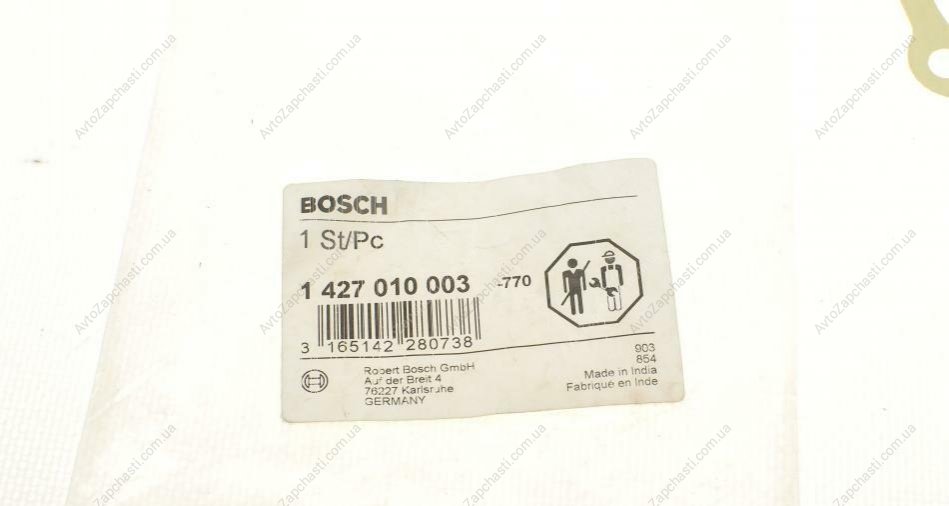 BOSCH
1 St/Pc
1 427 010 003 -770
3 165142 280738
903
854
Made in India
Fabriqué en Inde
Robert Bosch GmbH
Auf der Breit 4
76227 Karlsruhe
GERMANY
AvtoZapchasti.com.ua